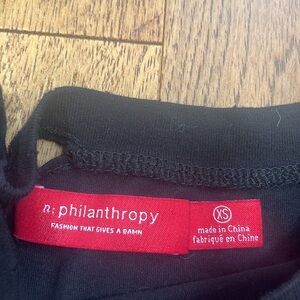 n: philanthropy
FASHION THAT GIVES A DAMN
XS
made in China
fabriqué en Chine